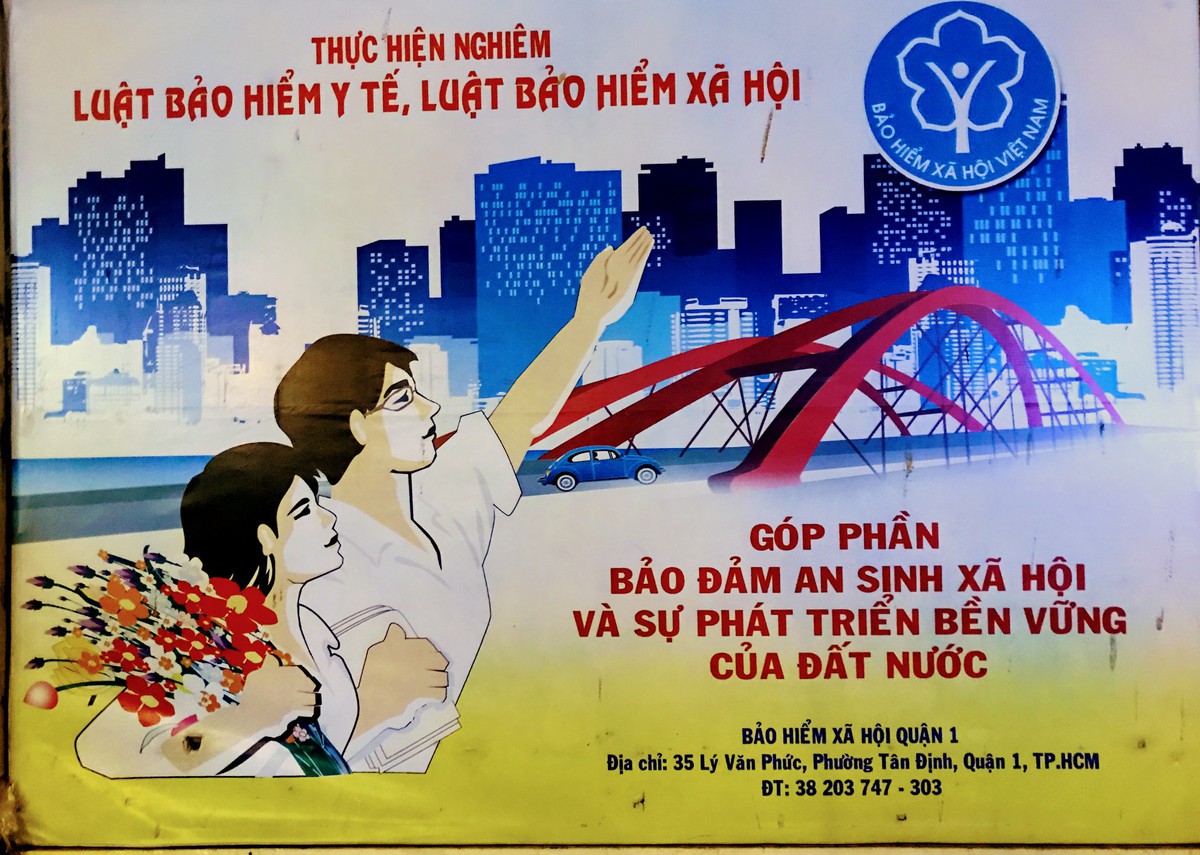 THỰC HIỆN NGHIÊM
LUẬT BẢO HIỂM Y TẾ, LUẬT BẢO HIỂM XÃ HỘI
BẢO HIỂM XÃ HỘI VIỆT NAM
GÓP PHẦN
BẢO ĐẢM AN SINH XÃ HỘI
VÀ SỰ PHÁT TRIỂN BỀN VỮNG
CỦA ĐẤT NƯỚC
BẢO HIỂM XÃ HỘI QUẬN 1
Địa chỉ: 35 Lý Văn Phức, Phường Tân Định, Quận 1, TP.HCM
ĐT: 38 203 747 - 303